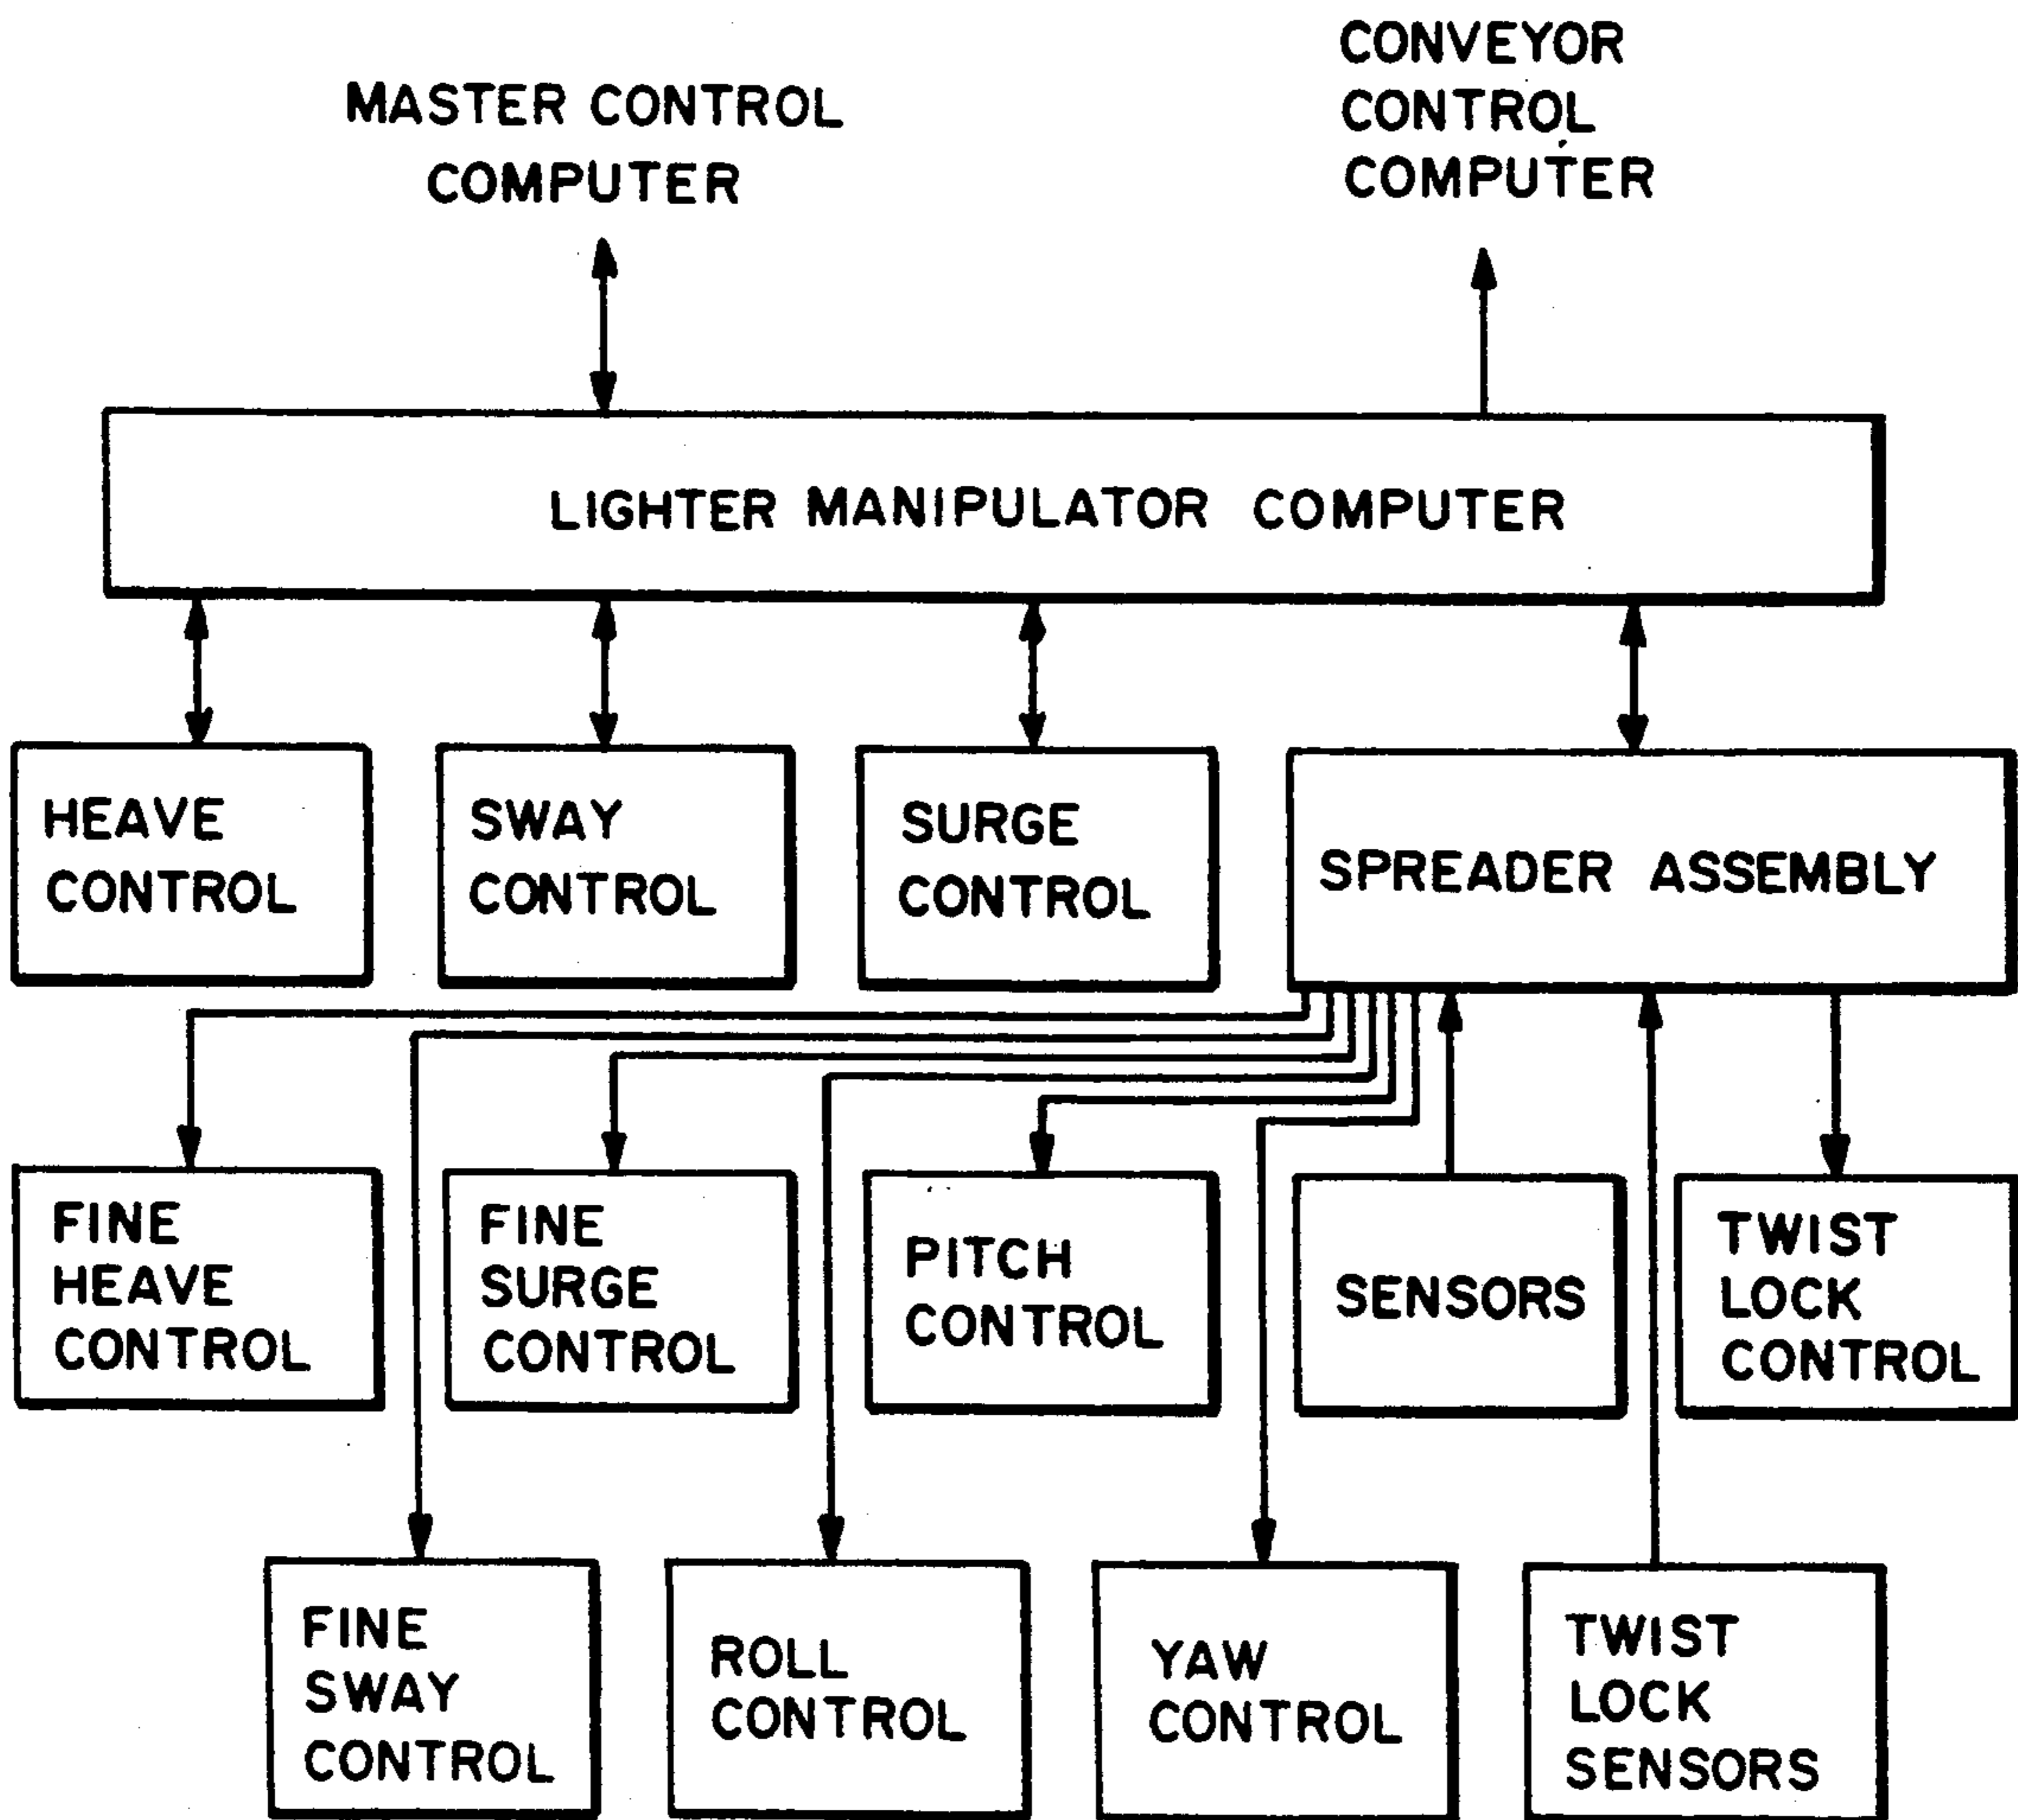 MASTER CONTROL
COMPUTER
CONVEYOR
CONTROL
COMPUTER
LIGHTER MANIPULATOR COMPUTER
HEAVE
CONTROL
SWAY
CONTROL
SURGE
CONTROL
SPREADER ASSEMBLY
FINE
HEAVE
CONTROL
FINE
SURGE
CONTROL
PITCH
CONTROL
SENSORS
TWIST
LOCK
CONTROL
FINE
SWAY
CONTROL
ROLL
CONTROL
YAW
CONTROL
TWIST
LOCK
SENSORS